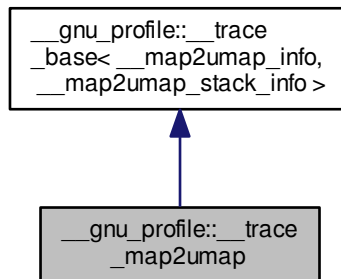 __gnu_profile::__trace
_base< __map2umap_info,
__map2umap_stack_info >
__gnu_profile::__trace
_map2umap